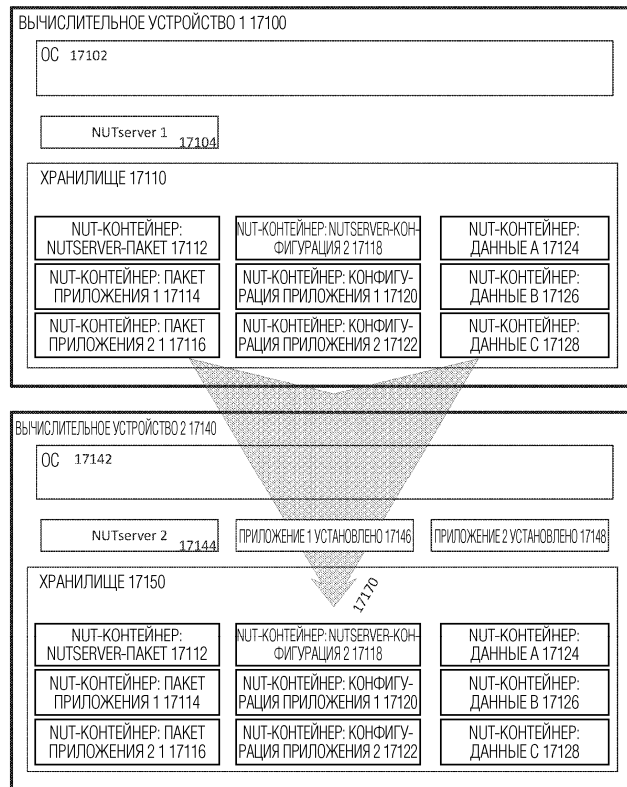 ВЫЧИСЛИТЕЛЬНОЕ УСТРОЙСТВО 1 17100
ОС 17102
NUTserver 1
17104
ХРАНИЛИЩЕ 17110
NUT-КОНТЕЙНЕР:
NUTSERVER-ПАКЕТ 17112
NUT-КОНТЕЙНЕР: NUTSERVER-КОН-
ФИГУРАЦИЯ 2 17118
NUT-КОНТЕЙНЕР:
ДАННЫЕ A 17124
NUT-КОНТЕЙНЕР: ПАКЕТ
ПРИЛОЖЕНИЯ 1 17114
NUT-КОНТЕЙНЕР: КОНФИГУ-
РАЦИЯ ПРИЛОЖЕНИЯ 1 17120
NUT-КОНТЕЙНЕР:
ДАННЫЕ B 17126
NUT-КОНТЕЙНЕР: ПАКЕТ
ПРИЛОЖЕНИЯ 2 1 17116
NUT-КОНТЕЙНЕР: КОНФИГУ-
РАЦИЯ ПРИЛОЖЕНИЯ 2 17122
NUT-КОНТЕЙНЕР:
ДАННЫЕ C 17128
ВЫЧИСЛИТЕЛЬНОЕ УСТРОЙСТВО 2 17140
ОС 17142
NUTserver 2
17144
ПРИЛОЖЕНИЕ 1 УСТАНОВЛЕНО 17146
ПРИЛОЖЕНИЕ 2 УСТАНОВЛЕНО 17148
ХРАНИЛИЩЕ 17150
17170
NUT-КОНТЕЙНЕР:
NUTSERVER-ПАКЕТ 17112
NUT-КОНТЕЙНЕР: NUTSERVER-КОН-
ФИГУРАЦИЯ 2 17118
NUT-КОНТЕЙНЕР:
ДАННЫЕ A 17124
NUT-КОНТЕЙНЕР: ПАКЕТ
ПРИЛОЖЕНИЯ 1 17114
NUT-КОНТЕЙНЕР: КОНФИГУ-
РАЦИЯ ПРИЛОЖЕНИЯ 1 17120
NUT-КОНТЕЙНЕР:
ДАННЫЕ B 17126
NUT-КОНТЕЙНЕР: ПАКЕТ
ПРИЛОЖЕНИЯ 2 1 17116
NUT-КОНТЕЙНЕР: КОНФИГУ-
РАЦИЯ ПРИЛОЖЕНИЯ 2 17122
NUT-КОНТЕЙНЕР:
ДАННЫЕ C 17128